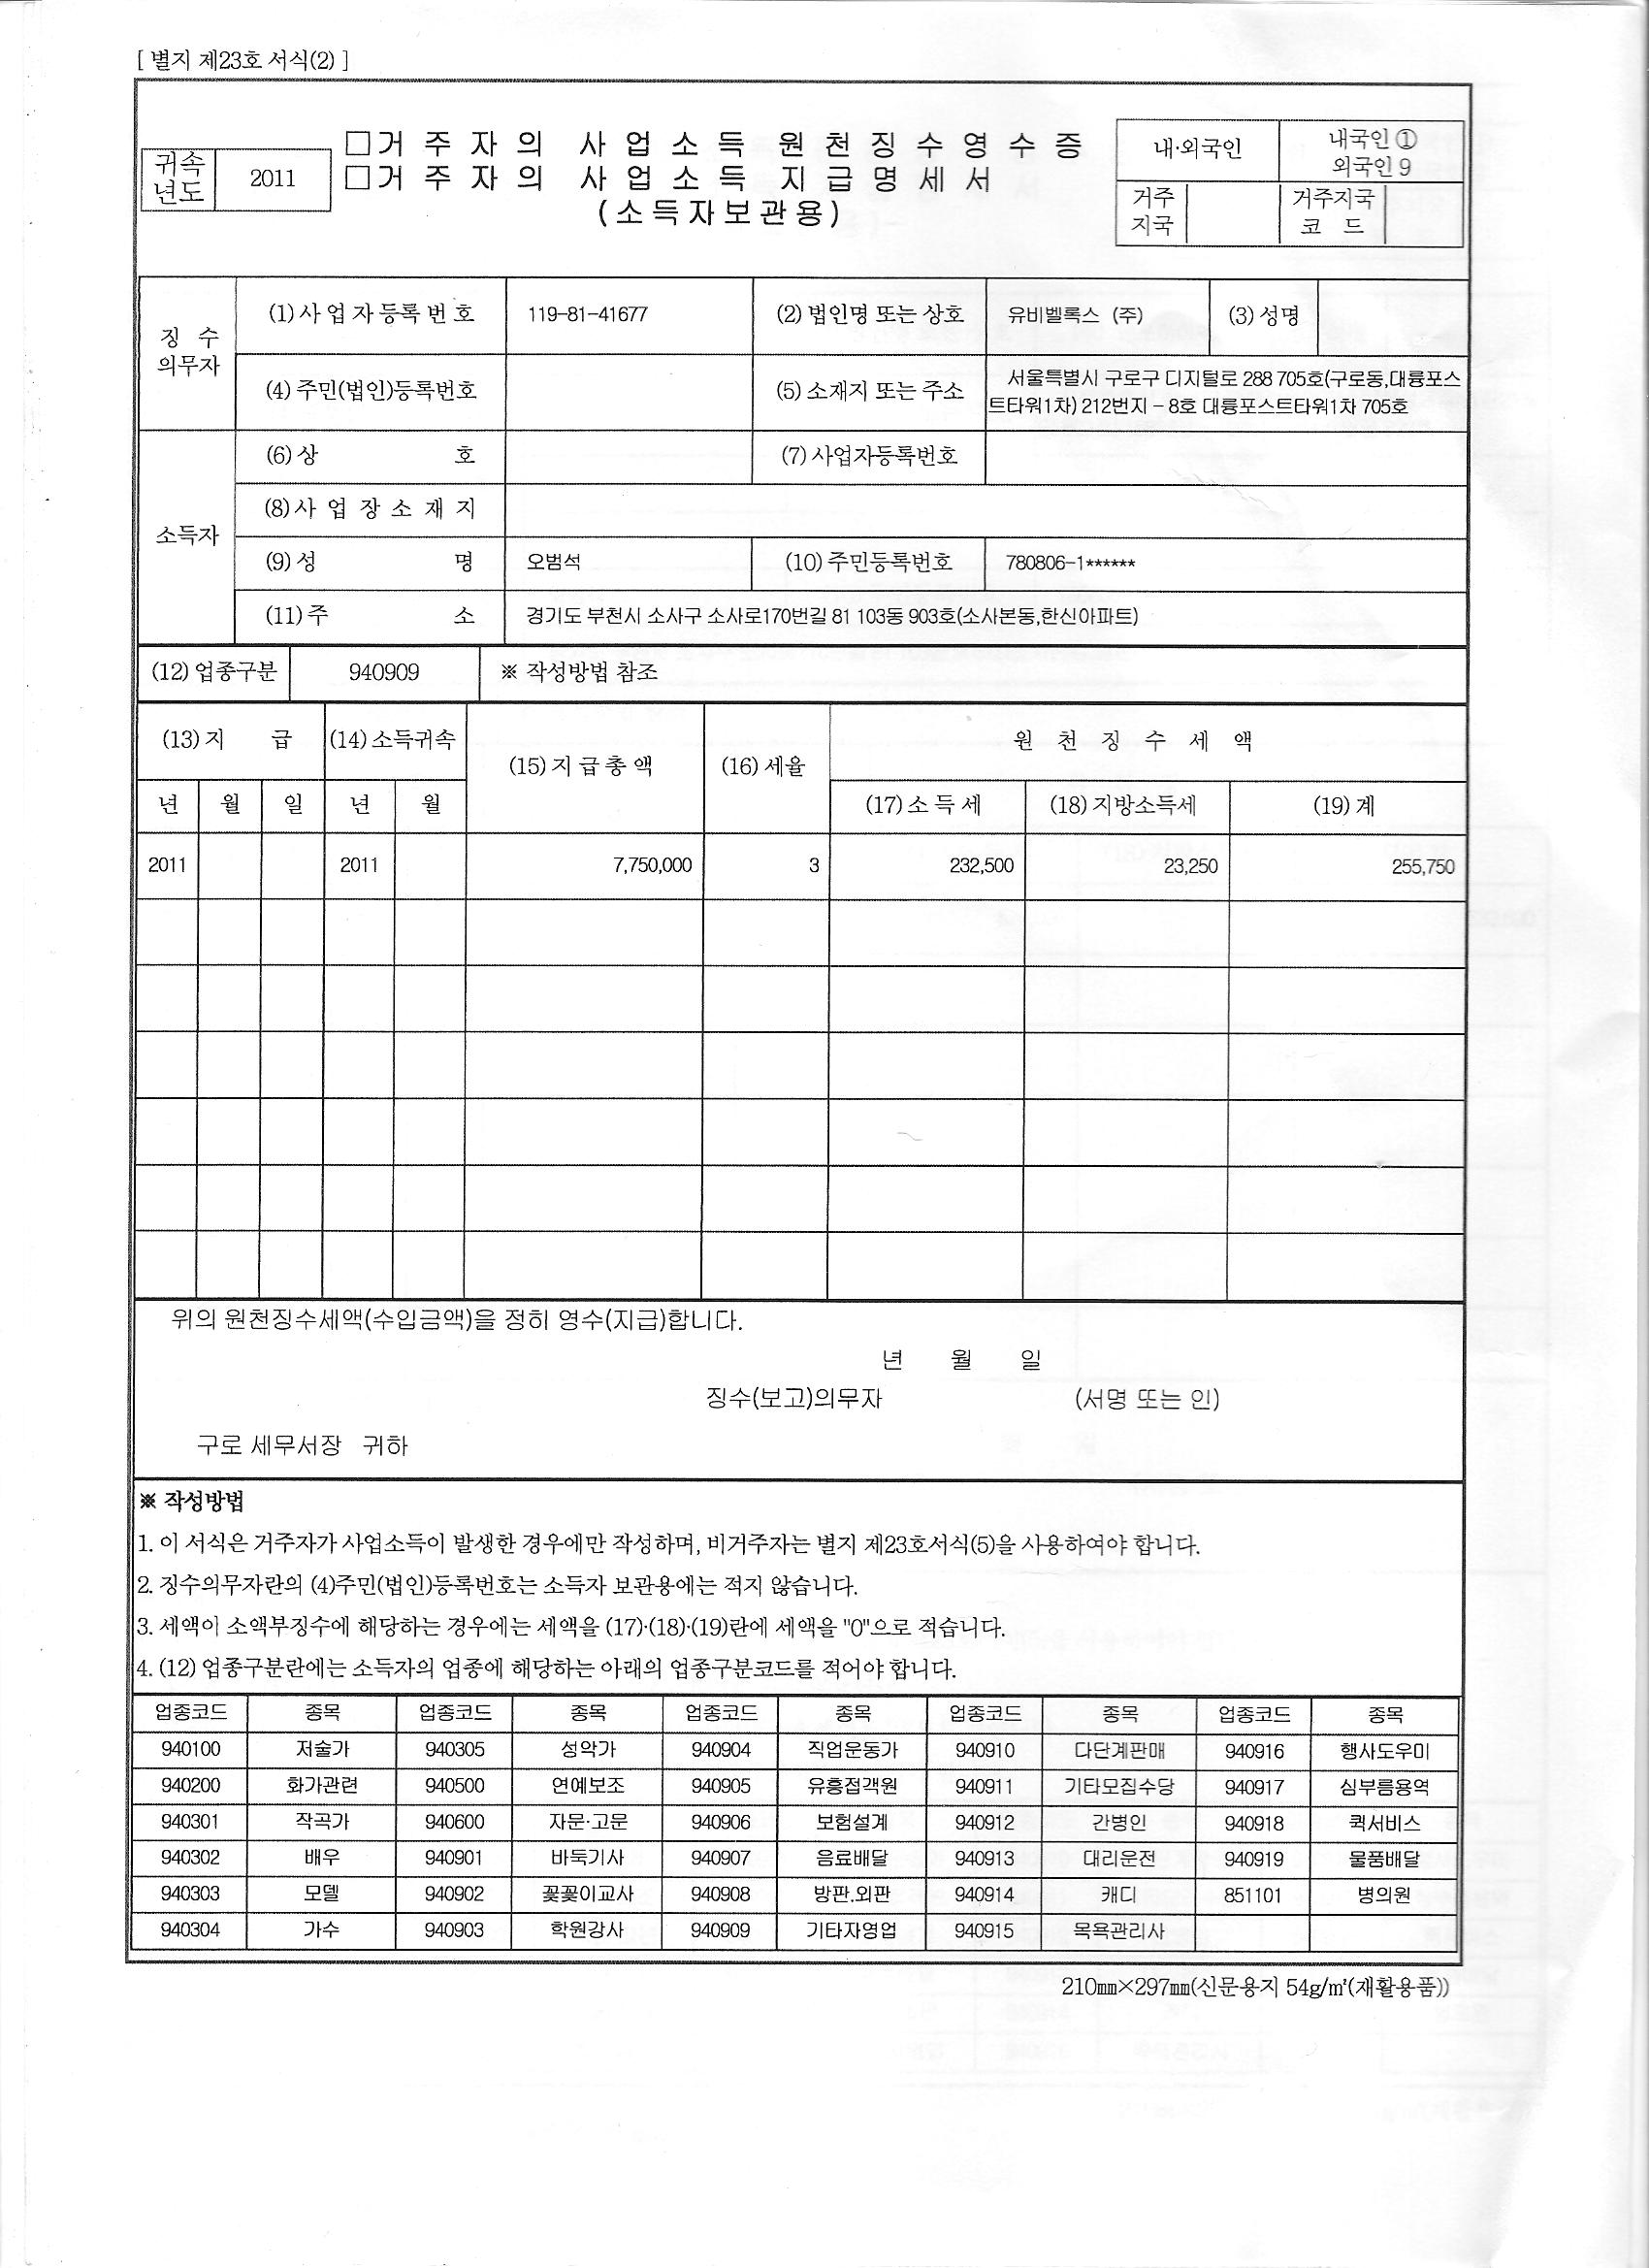 [ 별지 제23호 서식(2) ]
귀속
년도
2011
□거 주 자 의 사 업 소 득 원 천 징 수 영 수 증
□거 주 자 의 사 업 소 득 지 급 명 세 서
(소득자보관용)
내·외국인
내국인 ①
외국인 9
거주
지국
거주지국
코 드
징 수
의무자
(1) 사 업 자 등 록 번 호 119-81-41677 (2) 법인명 또는 상호 유비벨록스 (주) (3) 성명
(4) 주민(법인)등록번호 (5) 소재지 또는 주소 서울특별시 구로구 디지털로 288 705호(구로동,대륭포스
트타워1차) 212번지 - 8호 대륭포스트타워1차 705호
소득자
(6) 상 호 (7) 사업자등록번호
(8) 사 업 장 소 재 지
(9) 성 명 오범석 (10) 주민등록번호 780806-1******
(11) 주 소 경기도 부천시 소사구 소사로170번길 81 103동 903호(소사본동,한신아파트)
(12) 업종구분 940909 ※ 작성방법 참조
(13) 지 급 (14) 소득귀속 (15) 지 급 총 액 (16) 세율 원 천 징 수 세 액
년 월 일 년 월 (17) 소 득 세 (18) 지방소득세 (19) 계
2011 2011 7,750,000 3 232,500 23,250 255,750
위의 원천징수세액(수입금액)을 정히 영수(지급)합니다.
년 월 일
징수(보고)의무자 (서명 또는 인)
구로 세무서장 귀하
※ 작성방법
1. 이 서식은 거주자가 사업소득이 발생한 경우에만 작성하며, 비거주자는 별지 제23호서식(5)을 사용하여야 합니다.
2. 징수의무자란의 (4)주민(법인)등록번호는 소득자 보관용에는 적지 않습니다.
3. 세액이 소액부징수에 해당하는 경우에는 세액을 (17)·(18)·(19)란에 세액을 "0"으로 적습니다.
4. (12) 업종구분란에는 소득자의 업종에 해당하는 아래의 업종구분코드를 적어야 합니다.
업종코드 종목 업종코드 종목 업종코드 종목 업종코드 종목 업종코드 종목
940100 저술가 940305 성악가 940904 직업운동가 940910 다단계판매 940916 행사도우미
940200 화가관련 940500 연예보조 940905 유흥접객원 940911 기타모집수당 940917 심부름용역
940301 작곡가 940600 자문·고문 940906 보험설계 940912 간병인 940918 퀵서비스
940302 배우 940901 바둑기사 940907 음료배달 940913 대리운전 940919 물품배달
940303 모델 940902 꽃꽂이교사 940908 방판.외판 940914 캐디 851101 병의원
940304 가수 940903 학원강사 940909 기타자영업 940915 목욕관리사
210㎜×297㎜(신문용지 54g/㎡(재활용품))